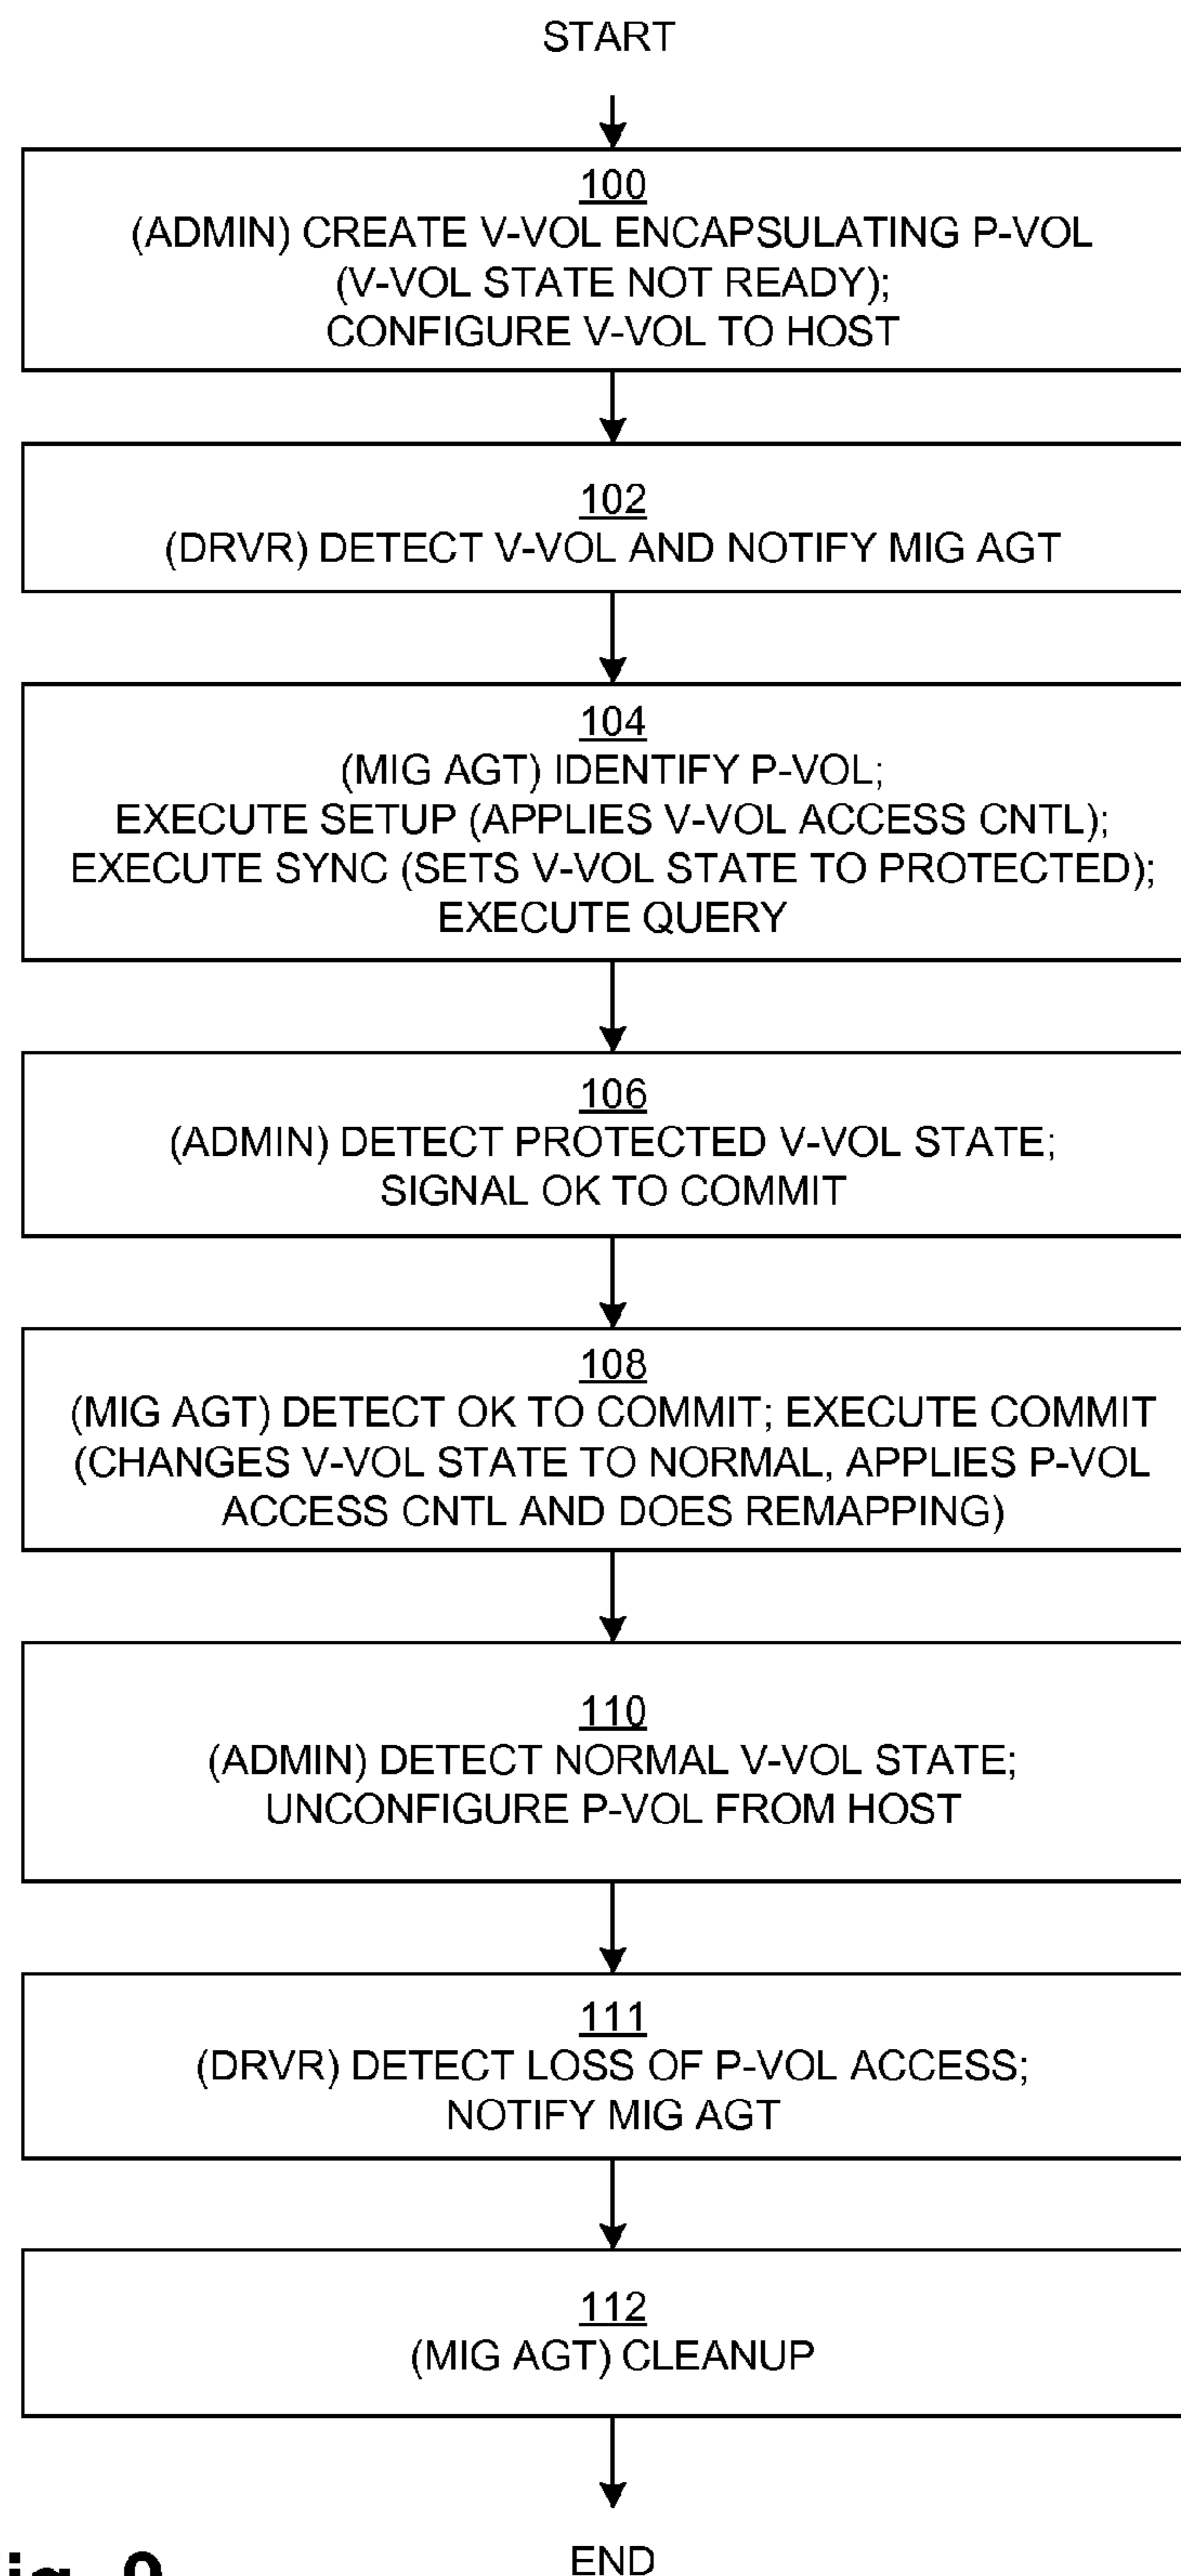 START
100
(ADMIN) CREATE V-VOL ENCAPSULATING P-VOL
(V-VOL STATE NOT READY);
CONFIGURE V-VOL TO HOST
102
(DRVR) DETECT V-VOL AND NOTIFY MIG AGT
104
(MIG AGT) IDENTIFY P-VOL;
EXECUTE SETUP (APPLIES V-VOL ACCESS CNTL);
EXECUTE SYNC (SETS V-VOL STATE TO PROTECTED);
EXECUTE QUERY
106
(ADMIN) DETECT PROTECTED V-VOL STATE;
SIGNAL OK TO COMMIT
108
(MIG AGT) DETECT OK TO COMMIT; EXECUTE COMMIT
(CHANGES V-VOL STATE TO NORMAL, APPLIES P-VOL
ACCESS CNTL AND DOES REMAPPING)
110
(ADMIN) DETECT NORMAL V-VOL STATE;
UNCONFIGURE P-VOL FROM HOST
111
(DRVR) DETECT LOSS OF P-VOL ACCESS;
NOTIFY MIG AGT
112
(MIG AGT) CLEANUP
END